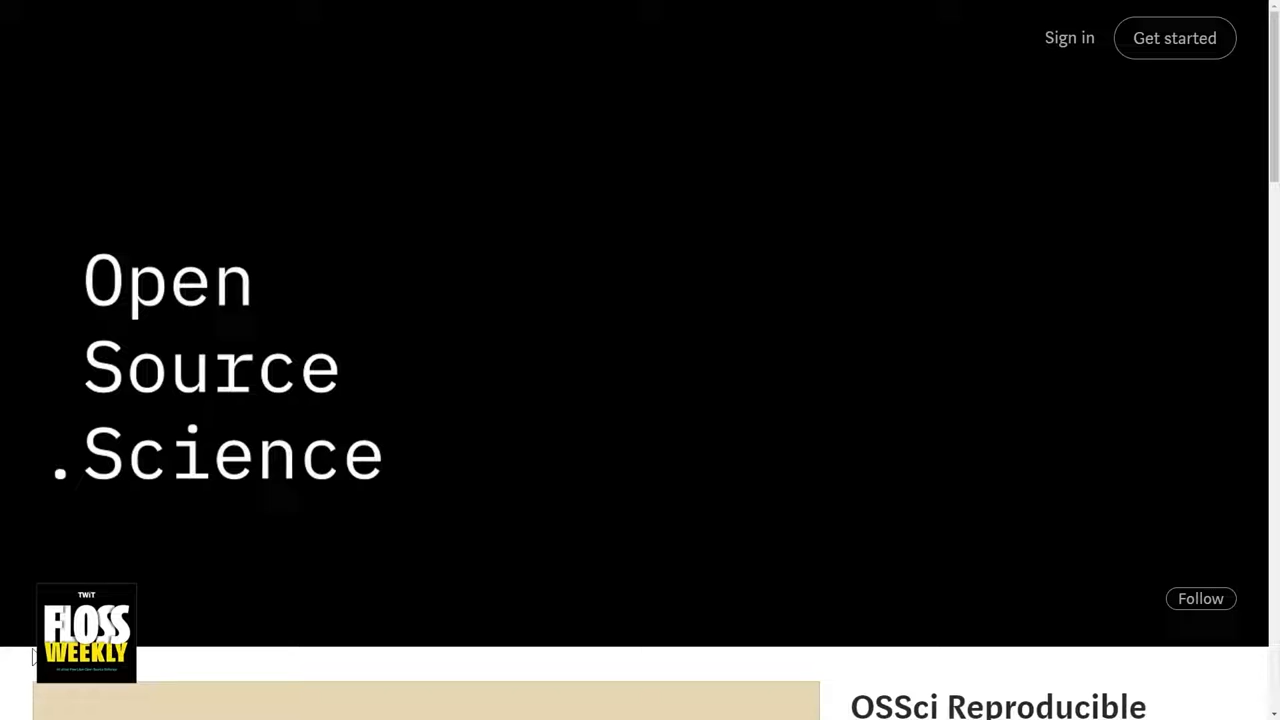 Sign in
Get started
Open
Source
.Science
Follow
TWiT
FLOSS
WEEKLY
OSSci Reproducible